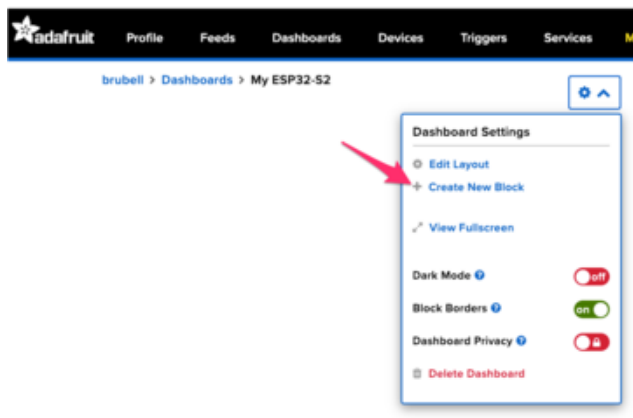 adafruit Profile Feeds Dashboards Devices Triggers Services M
brubell > Dashboards > My ESP32-S2
Dashboard Settings
Edit Layout
+ Create New Block
View Fullscreen
Dark Mode ? off
Block Borders ? on
Dashboard Privacy ?
Delete Dashboard